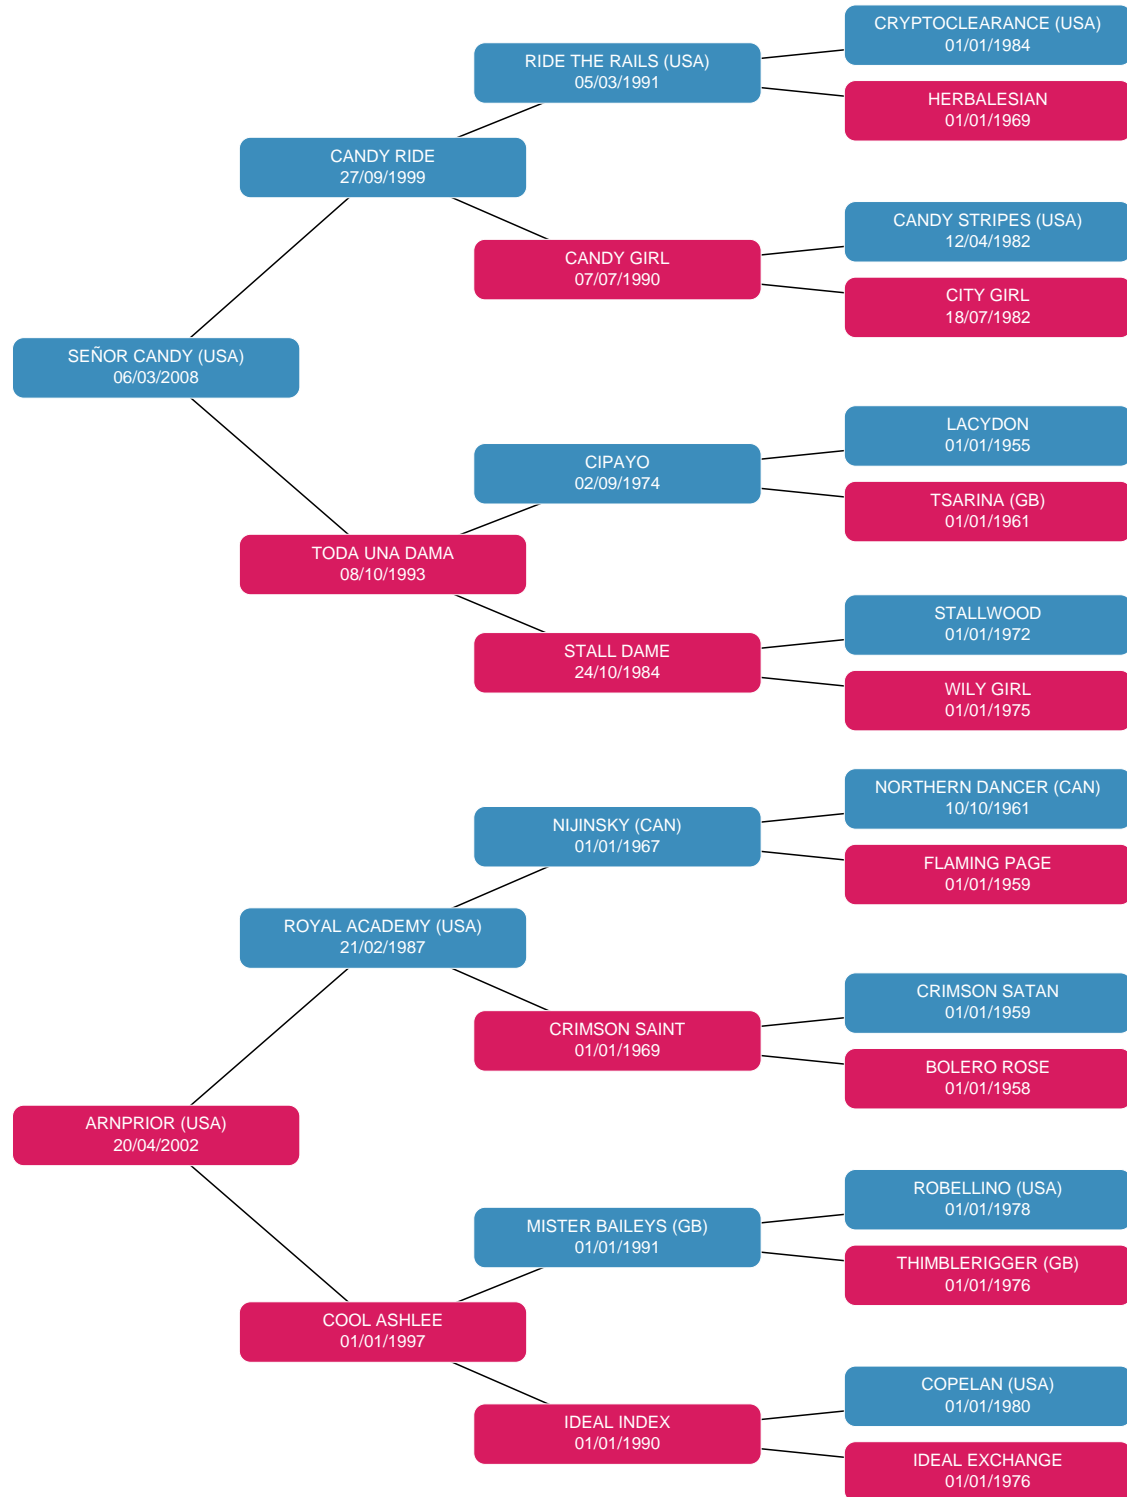 CRYPTOCLEARANCE (USA)
01/01/1984
RIDE THE RAILS (USA)
05/03/1991
HERBALESIAN
01/01/1969
CANDY RIDE
27/09/1999
CANDY STRIPES (USA)
12/04/1982
CANDY GIRL
07/07/1990
CITY GIRL
18/07/1982
SEÑOR CANDY (USA)
06/03/2008
LACYDON
01/01/1955
CIPAYO
02/09/1974
TSARINA (GB)
01/01/1961
TODA UNA DAMA
08/10/1993
STALLWOOD
01/01/1972
STALL DAME
24/10/1984
WILY GIRL
01/01/1975
NORTHERN DANCER (CAN)
10/10/1961
NIJINSKY (CAN)
01/01/1967
FLAMING PAGE
01/01/1959
ROYAL ACADEMY (USA)
21/02/1987
CRIMSON SATAN
01/01/1959
CRIMSON SAINT
01/01/1969
BOLERO ROSE
01/01/1958
ARNPRIOR (USA)
20/04/2002
ROBELLINO (USA)
01/01/1978
MISTER BAILEYS (GB)
01/01/1991
THIMBLERIGGER (GB)
01/01/1976
COOL ASHLEE
01/01/1997
COPELAN (USA)
01/01/1980
IDEAL INDEX
01/01/1990
IDEAL EXCHANGE
01/01/1976